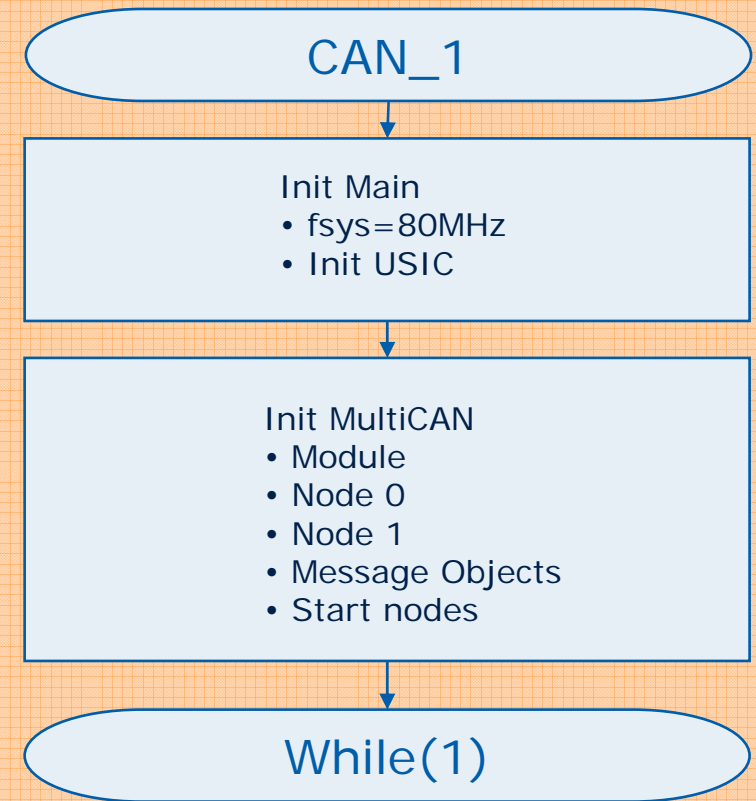 CAN_1
Init Main
• fsys=80MHz
• Init USIC
Init MultiCAN
• Module
• Node 0
• Node 1
• Message Objects
• Start nodes
While(1)